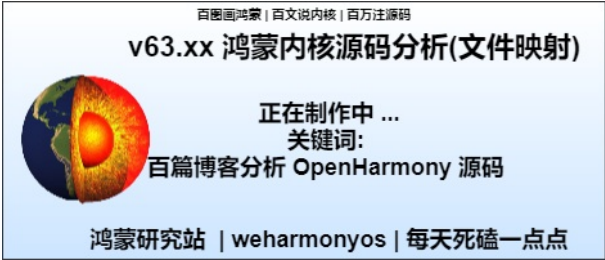 百图画鸿蒙 | 百文说内核 | 百万注源码
v63.xx 鸿蒙内核源码分析(文件映射)
正在制作中 ...
关键词:
百篇博客分析 OpenHarmony 源码
鸿蒙研究站 | weharmonyos | 每天死磕一点点